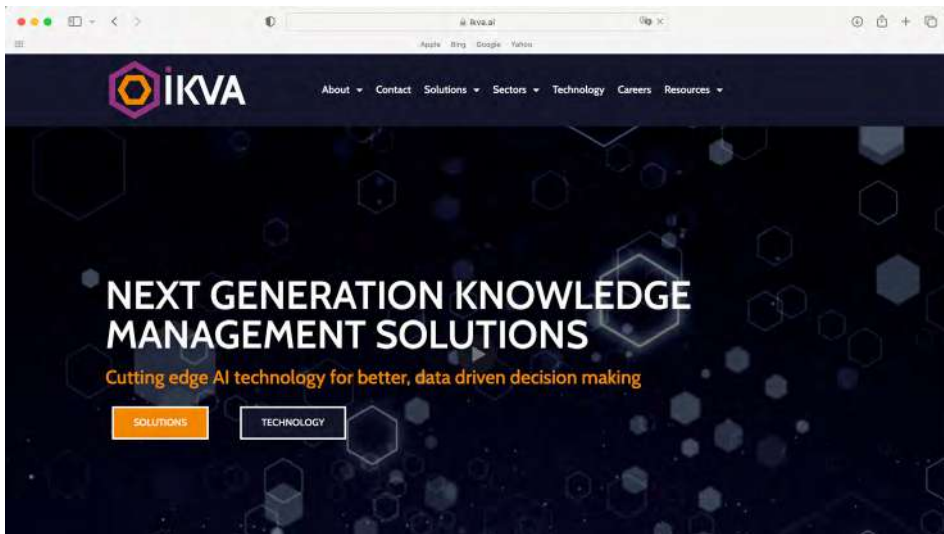 ikva.ai
Apple Bing Google Yahoo
iKVA
About Contact Solutions Sectors Technology Careers Resources
NEXT GENERATION KNOWLEDGE
MANAGEMENT SOLUTIONS
Cutting edge AI technology for better, data driven decision making
SOLUTIONS TECHNOLOGY